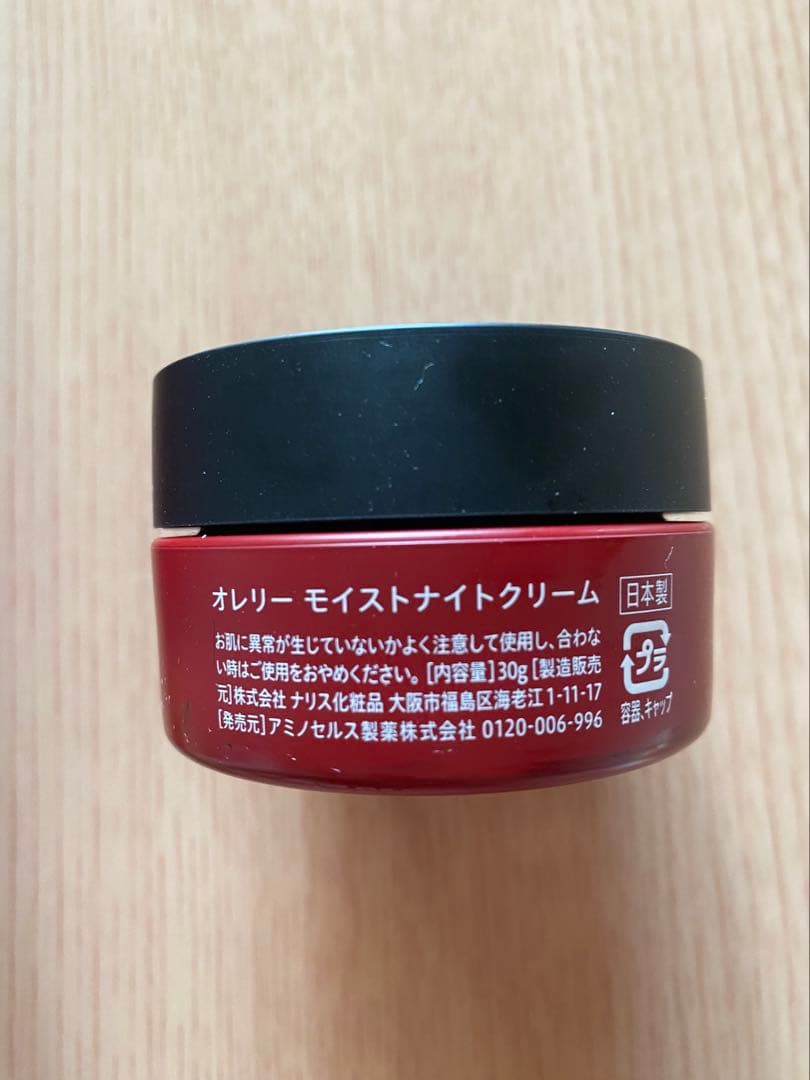 オレリー モイストナイトクリーム 日本製
お肌に異常が生じていないかよく注意して使用し、合わな
い時はご使用をおやめください。[内容量]30g[製造販売
元]株式会社 ナリス化粧品 大阪市福島区海老江1-11-17
[発売元]アミノセルス製薬株式会社 0120-006-996
プラ
容器、キャップ